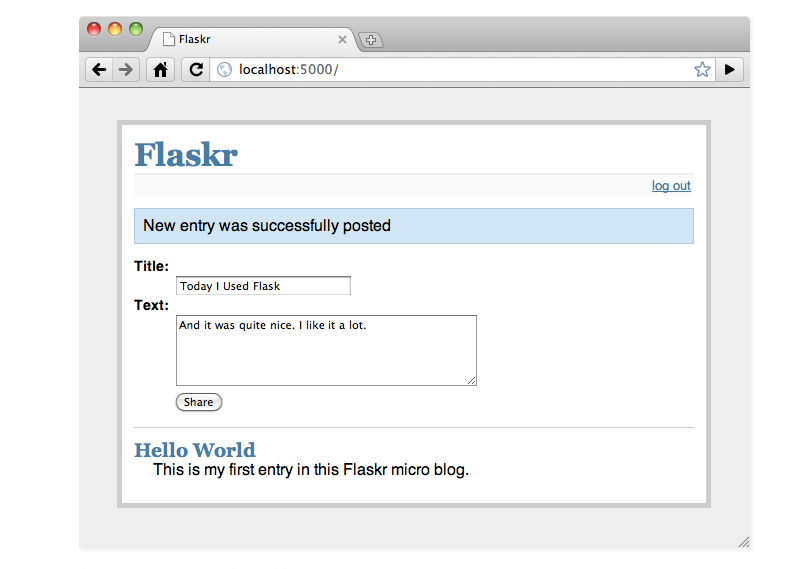 Flaskr
localhost:5000/
Flaskr
log out
New entry was successfully posted
Title:
Today I Used Flask
Text:
And it was quite nice. I like it a lot.
Share
Hello World
This is my first entry in this Flaskr micro blog.